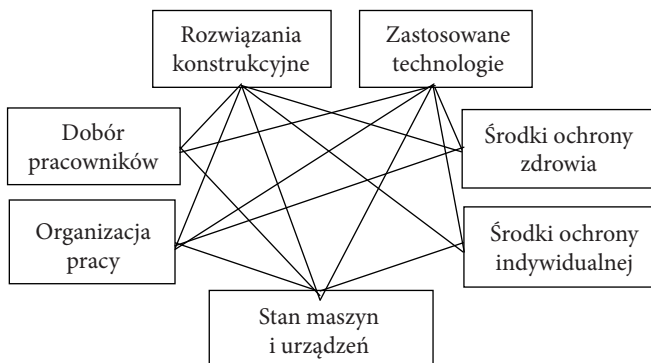 Rozwiązania
konstrukcyjne
Zastosowane
technologie
Dobór
pracowników
Środki ochrony
zdrowia
Organizacja
pracy
Środki ochrony
indywidualnej
Stan maszyn
i urządzeń